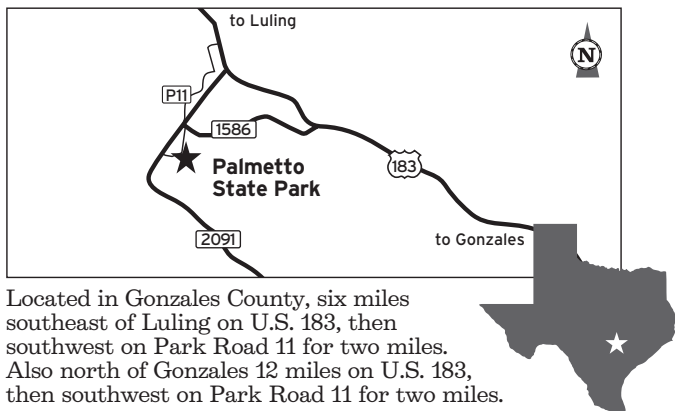 to Luling
N
P11
1586
183
Palmetto
State Park
2091
to Gonzales
Located in Gonzales County, six miles
southeast of Luling on U.S. 183, then
southwest on Park Road 11 for two miles.
Also north of Gonzales 12 miles on U.S. 183,
then southwest on Park Road 11 for two miles.